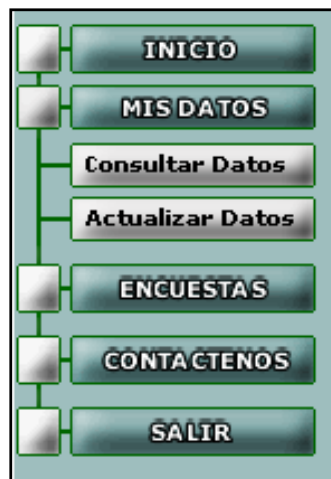 INICIO
MIS DATOS
Consultar Datos
Actualizar Datos
ENCUESTAS
CONTACTENOS
SALIR